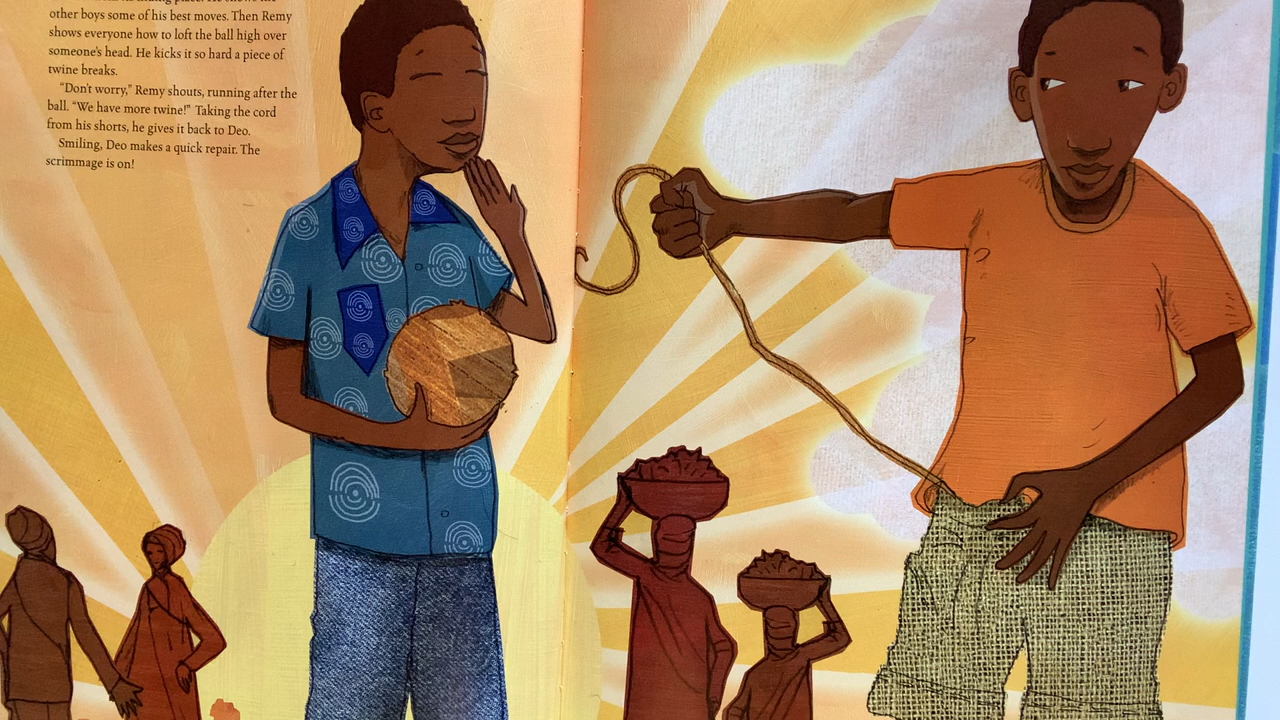 other boys some of his best moves. Then Remy
shows everyone how to loft the ball high over
someone's head. He kicks it so hard a piece of
twine breaks.
“Don't worry,” Remy shouts, running after the
ball. “We have more twine!” Taking the cord
from his shorts, he gives it back to Deo.
Smiling, Deo makes a quick repair. The
scrimmage is on!